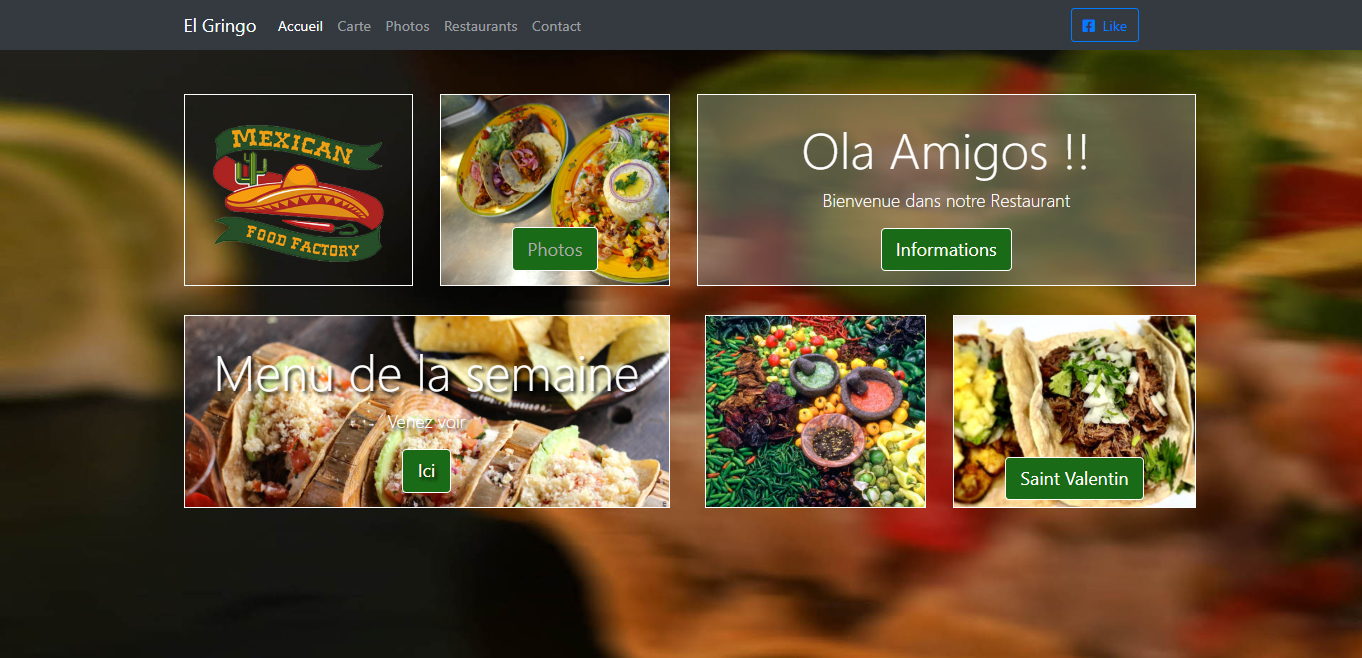 El Gringo Accueil Carte Photos Restaurants Contact Like
MEXICAN
FOOD FACTORY
Photos
Ola Amigos !!
Bienvenue dans notre Restaurant
Informations
Menu de la semaine
Venez voir
Ici
Saint Valentin